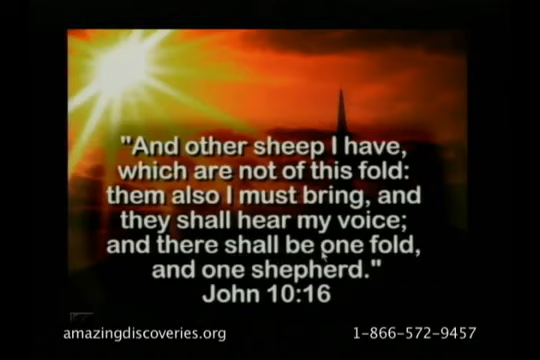 "And other sheep I have,
which are not of this fold:
them also I must bring, and
they shall hear my voice;
and there shall be one fold,
and one shepherd."
John 10:16
amazingdiscoveries.org 1-866-572-9457